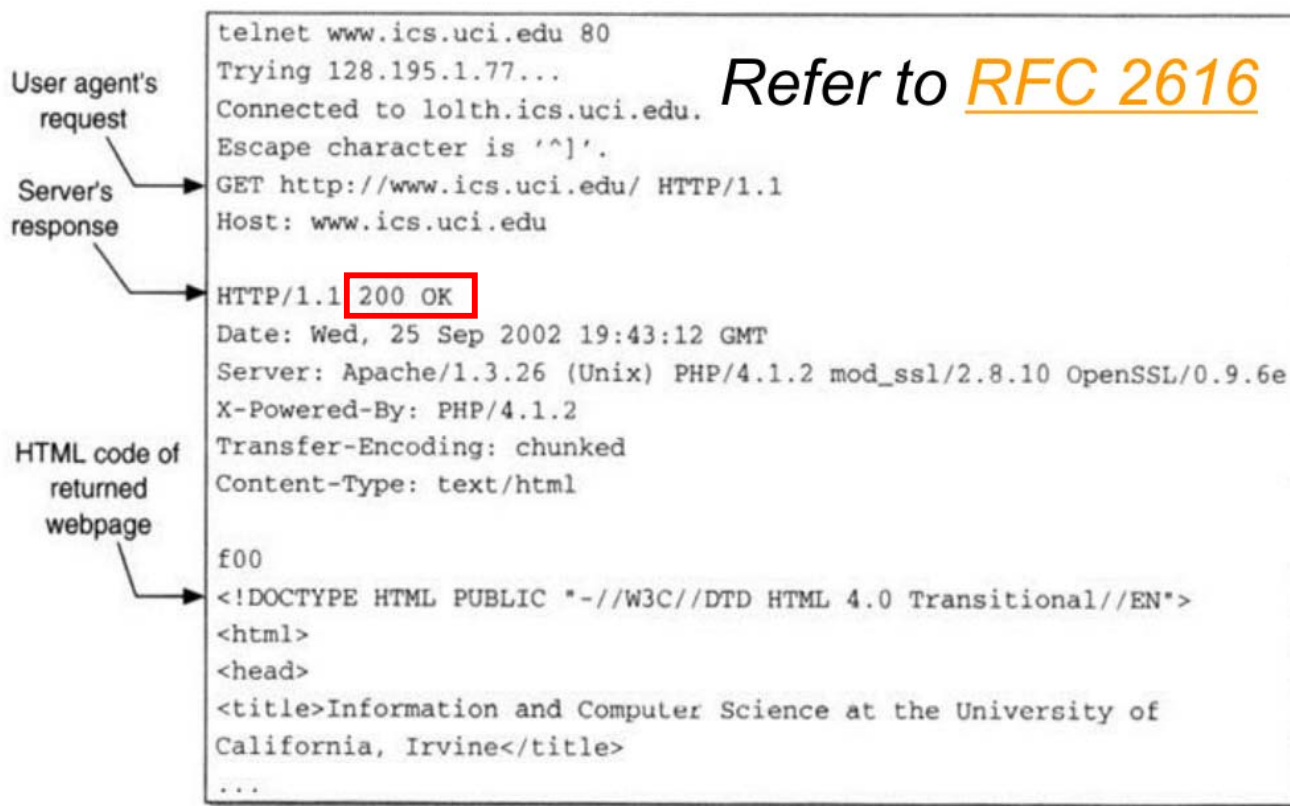 telnet www.ics.uci.edu 80
Trying 128.195.1.77...
Connected to lolth.ics.uci.edu.
Escape character is '^]'.
GET http://www.ics.uci.edu/ HTTP/1.1
Host: www.ics.uci.edu
HTTP/1.1 200 OK
Date: Wed, 25 Sep 2002 19:43:12 GMT
Server: Apache/1.3.26 (Unix) PHP/4.1.2 mod_ssl/2.8.10 OpenSSL/0.9.6e
X-Powered-By: PHP/4.1.2
Transfer-Encoding: chunked
Content-Type: text/html
f00
<!DOCTYPE HTML PUBLIC "-//W3C//DTD HTML 4.0 Transitional//EN">
<html>
<head>
<title>Information and Computer Science at the University of
California, Irvine</title>
...
Refer to RFC 2616
User agent's
request
Server's
response
HTML code of
returned
webpage